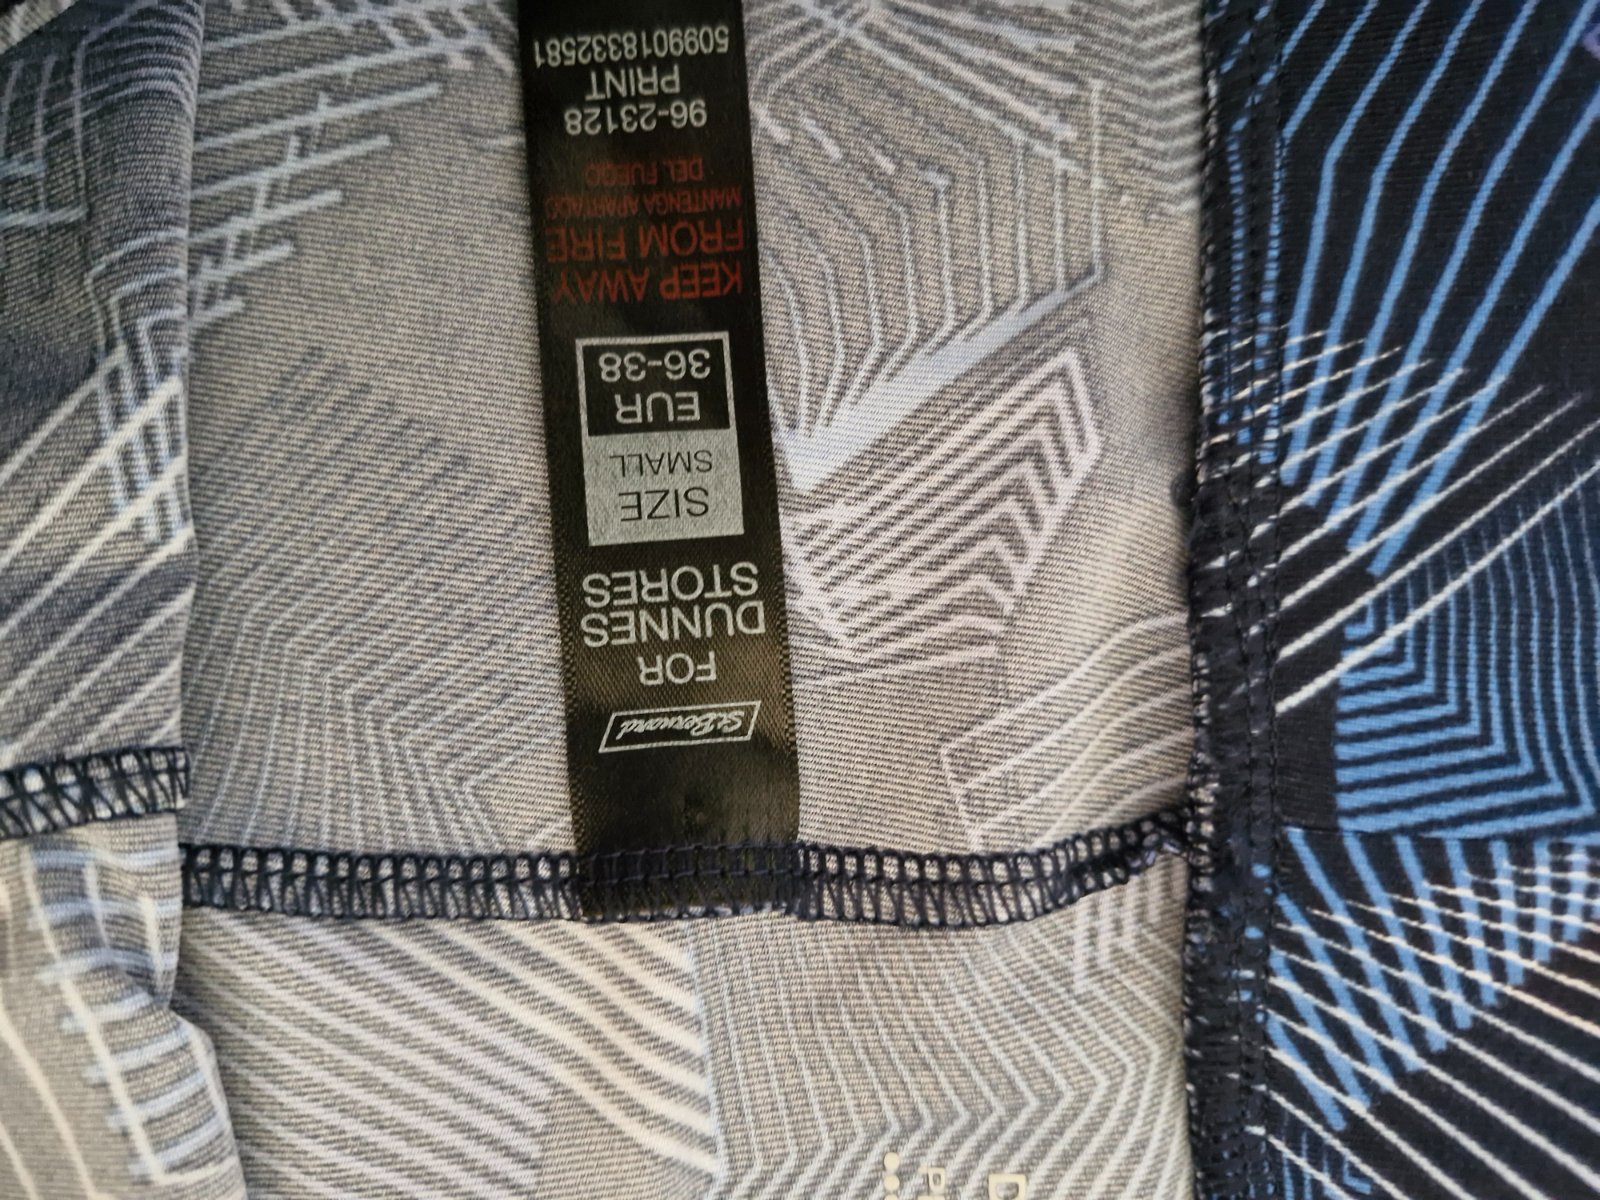 St.Bernard
FOR
DUNNES
STORES
SIZE
SMALL
EUR
36-38
KEEP AWAY
FROM FIRE
MANTENGA APARTADO
DEL FUEGO
96-23128
PRINT
5099018332581